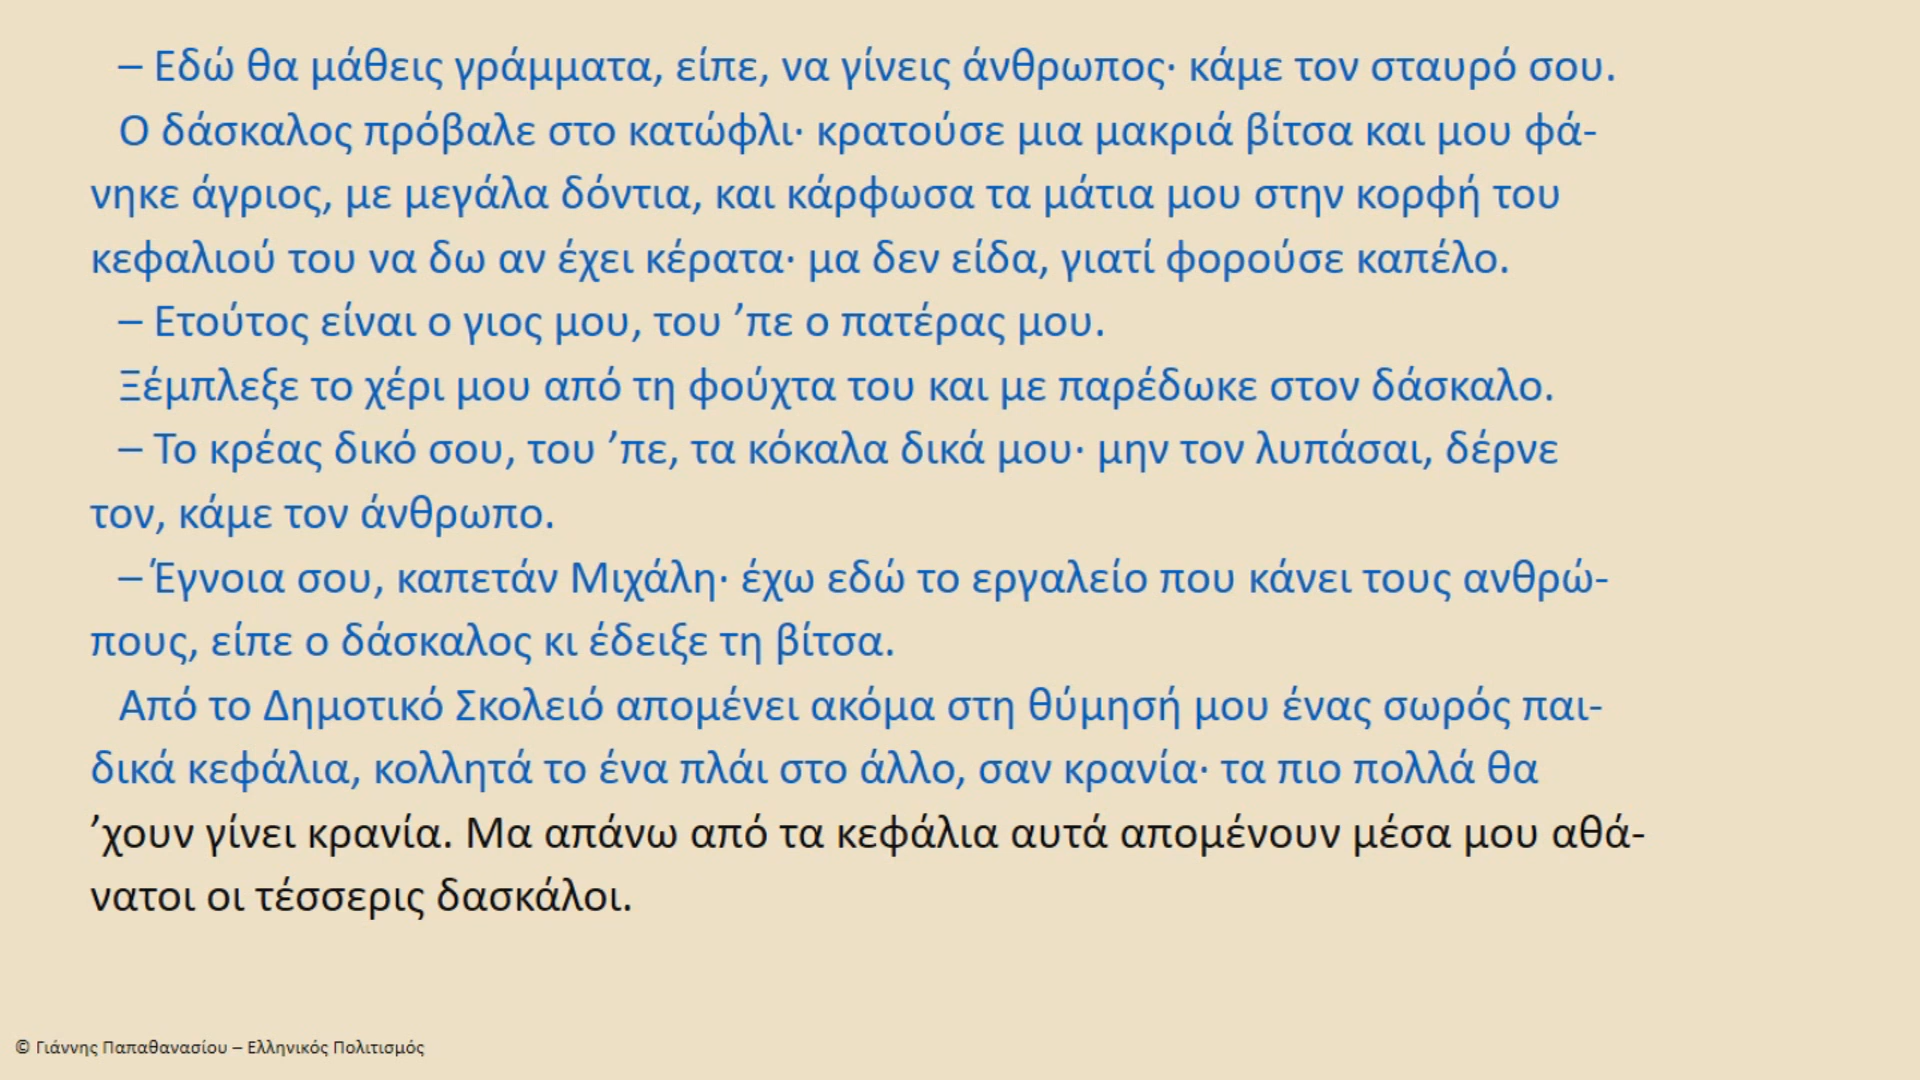 – Εδώ θα μάθεις γράμματα, είπε, να γίνεις άνθρωπος· κάμε τον σταυρό σου.
Ο δάσκαλος πρόβαλε στο κατώφλι· κρατούσε μια μακριά βίτσα και μου φά-
νηκε άγριος, με μεγάλα δόντια, και κάρφωσα τα μάτια μου στην κορφή του
κεφαλιού του να δω αν έχει κέρατα· μα δεν είδα, γιατί φορούσε καπέλο.
– Ετούτος είναι ο γιος μου, του ’πε ο πατέρας μου.
Ξέμπλεξε το χέρι μου από τη φούχτα του και με παρέδωκε στον δάσκαλο.
– Το κρέας δικό σου, του ’πε, τα κόκαλα δικά μου· μην τον λυπάσαι, δέρνε
τον, κάμε τον άνθρωπο.
– Έγνοια σου, καπετάν Μιχάλη· έχω εδώ το εργαλείο που κάνει τους ανθρώ-
πους, είπε ο δάσκαλος κι έδειξε τη βίτσα.
Από το Δημοτικό Σκολειό απομένει ακόμα στη θύμησή μου ένας σωρός παι-
δικά κεφάλια, κολλητά το ένα πλάι στο άλλο, σαν κρανία· τα πιο πολλά θα
’χουν γίνει κρανία. Μα απάνω από τα κεφάλια αυτά απομένουν μέσα μου αθά-
νατοι οι τέσσερις δασκάλοι.
© Γιάννης Παπαθανασίου – Ελληνικός Πολιτισμός